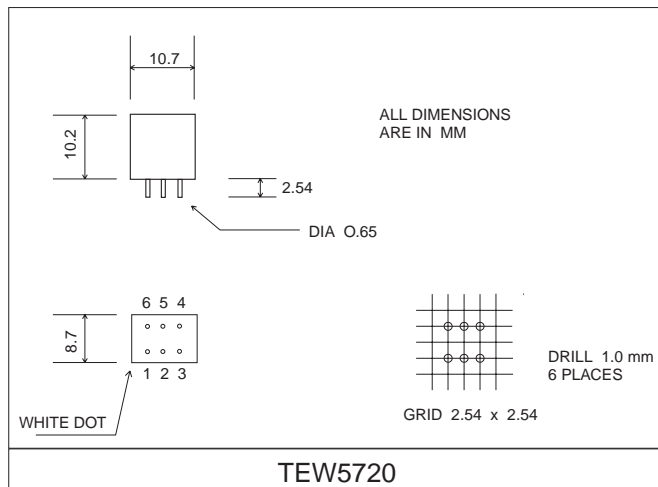 10.7
ALL DIMENSIONS
ARE IN MM
10.2
2.54
DIA O.65
6 5 4
8.7
1 2 3
DRILL 1.0 mm
6 PLACES
WHITE DOT
GRID 2.54 x 2.54
TEW5720